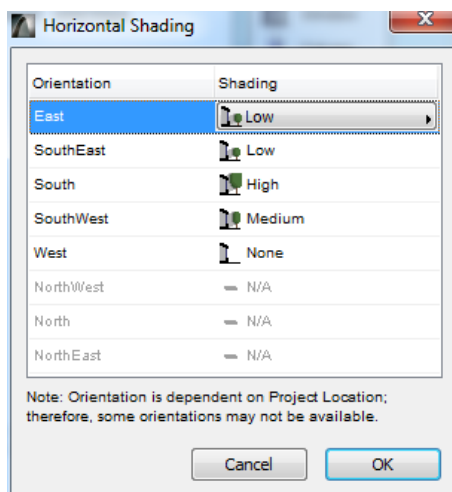 Horizontal Shading
Orientation Shading
East Low
SouthEast Low
South High
SouthWest Medium
West None
NorthWest N/A
North N/A
NorthEast N/A
Note: Orientation is dependent on Project Location;
therefore, some orientations may not be available.
Cancel OK